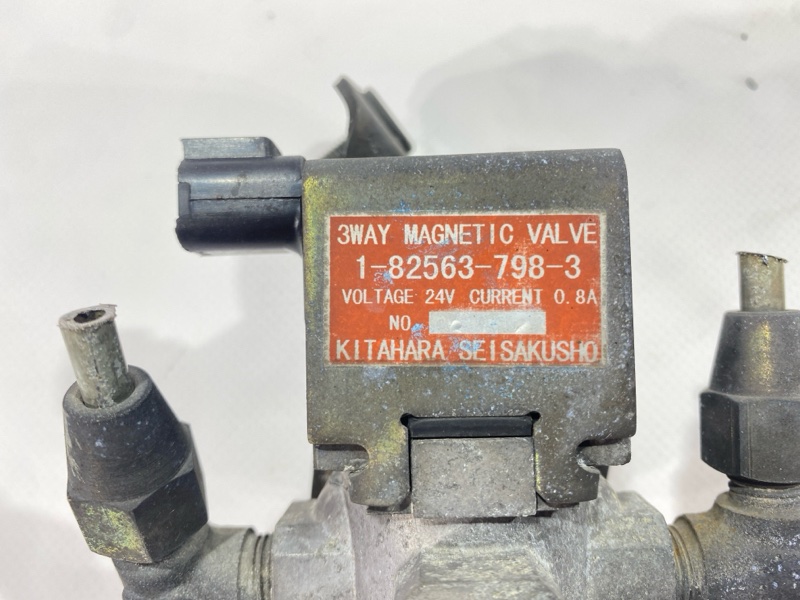 3WAY MAGNETIC VALVE
1-82563-798-3
VOLTAGE 24V CURRENT 0.8A
NO.
KITAHARA SEISAKUSHO